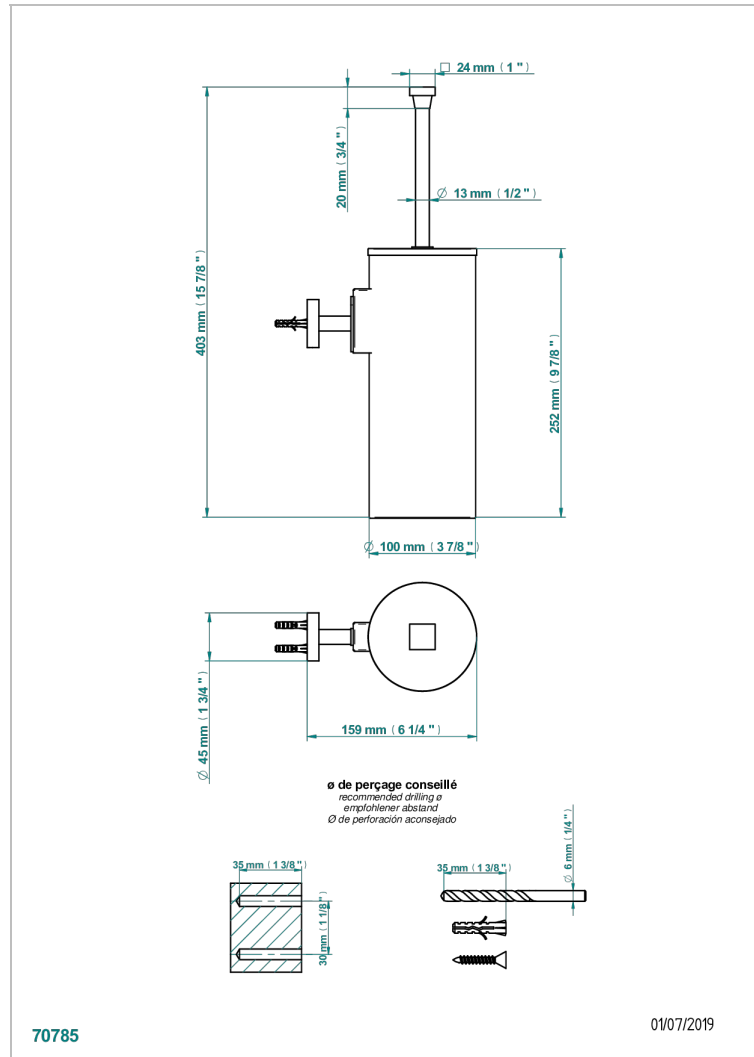 □ 24 mm ( 1 " )
20 mm ( 3/4 " )
Ø 13 mm ( 1/2 " )
403 mm ( 15 7/8 " )
252 mm ( 9 7/8 " )
Ø 100 mm ( 3 7/8 " )
Ø 45 mm ( 1 3/4 " )
159 mm ( 6 1/4 " )
ø de perçage conseillé
recommended drilling ø
empfohlener abstand
Ø de perforación aconsejado
35 mm ( 1 3/8 " )
30 mm ( 1 1/8 " )
35 mm ( 1 3/8 " )
Ø 6 mm ( 1/4 " )
70785
01/07/2019